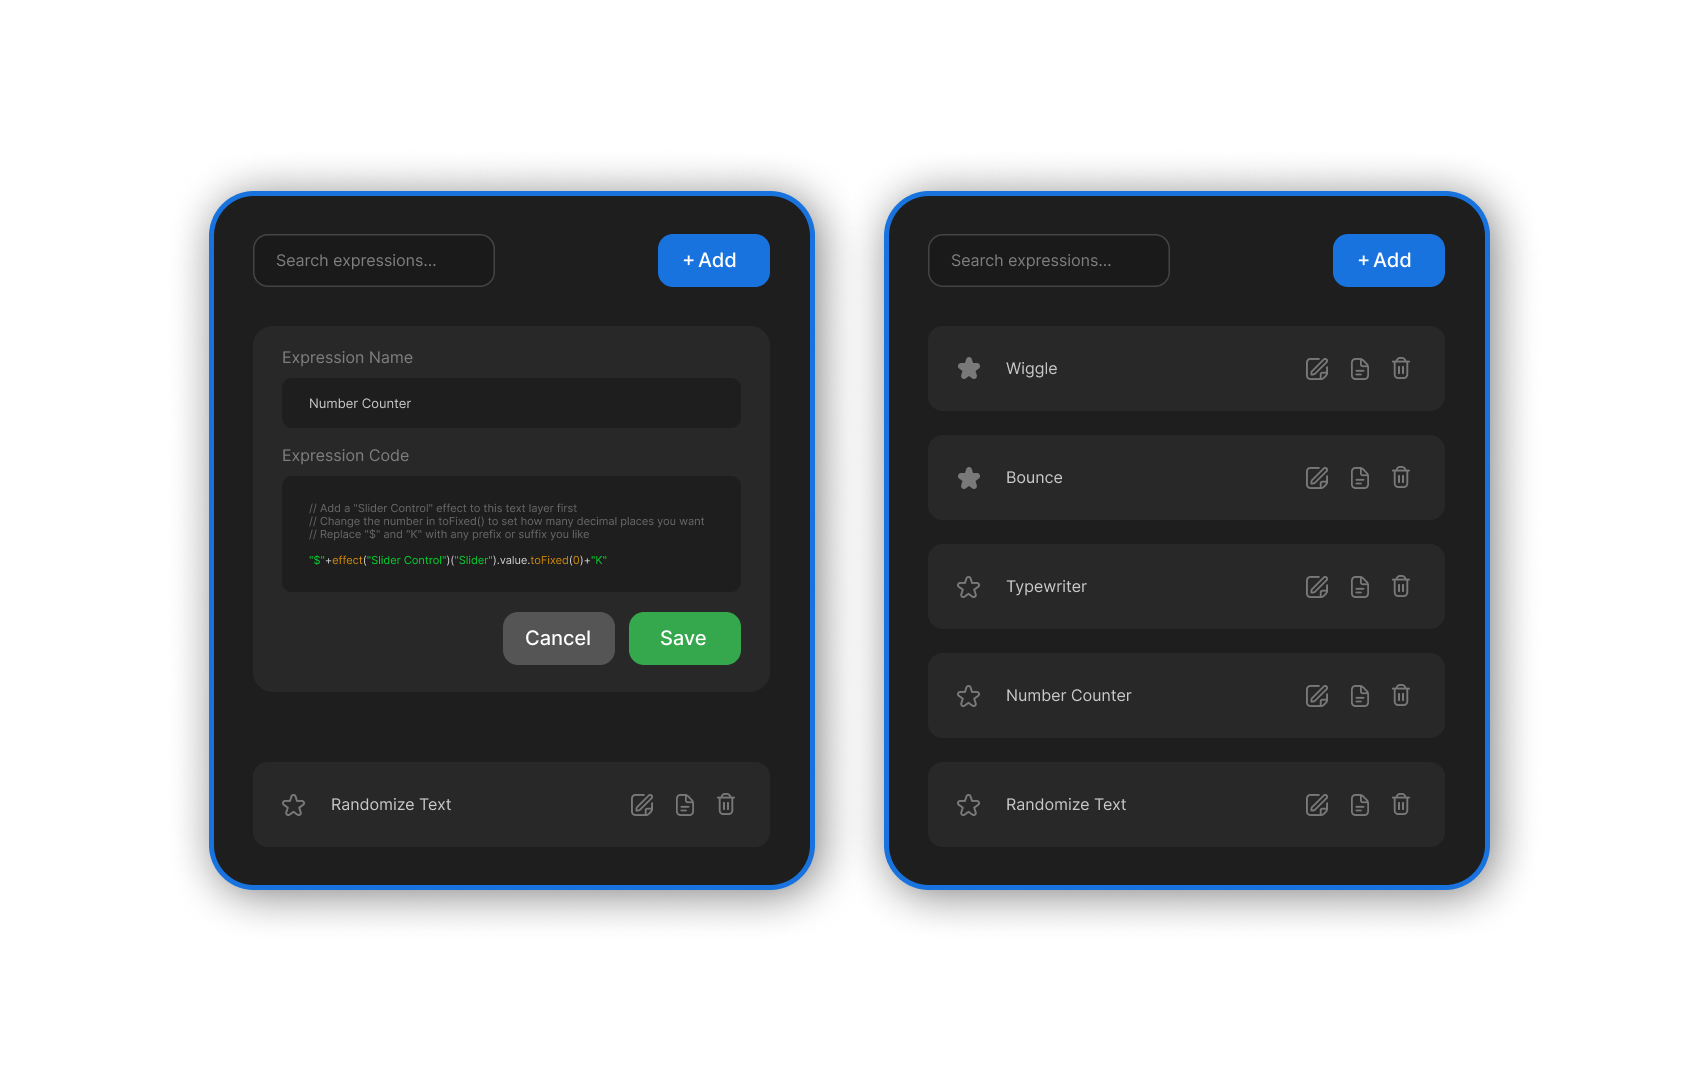 Search expressions...
+ Add
Expression Name
Number Counter
Expression Code
// Add a "Slider Control" effect to this text layer first
// Change the number in toFixed() to set how many decimal places you want
// Replace "$" and "K" with any prefix or suffix you like
"$"+effect("Slider Control")("Slider").value.toFixed(0)+"K"
Cancel
Save
Randomize Text
Search expressions...
+ Add
Wiggle
Bounce
Typewriter
Number Counter
Randomize Text